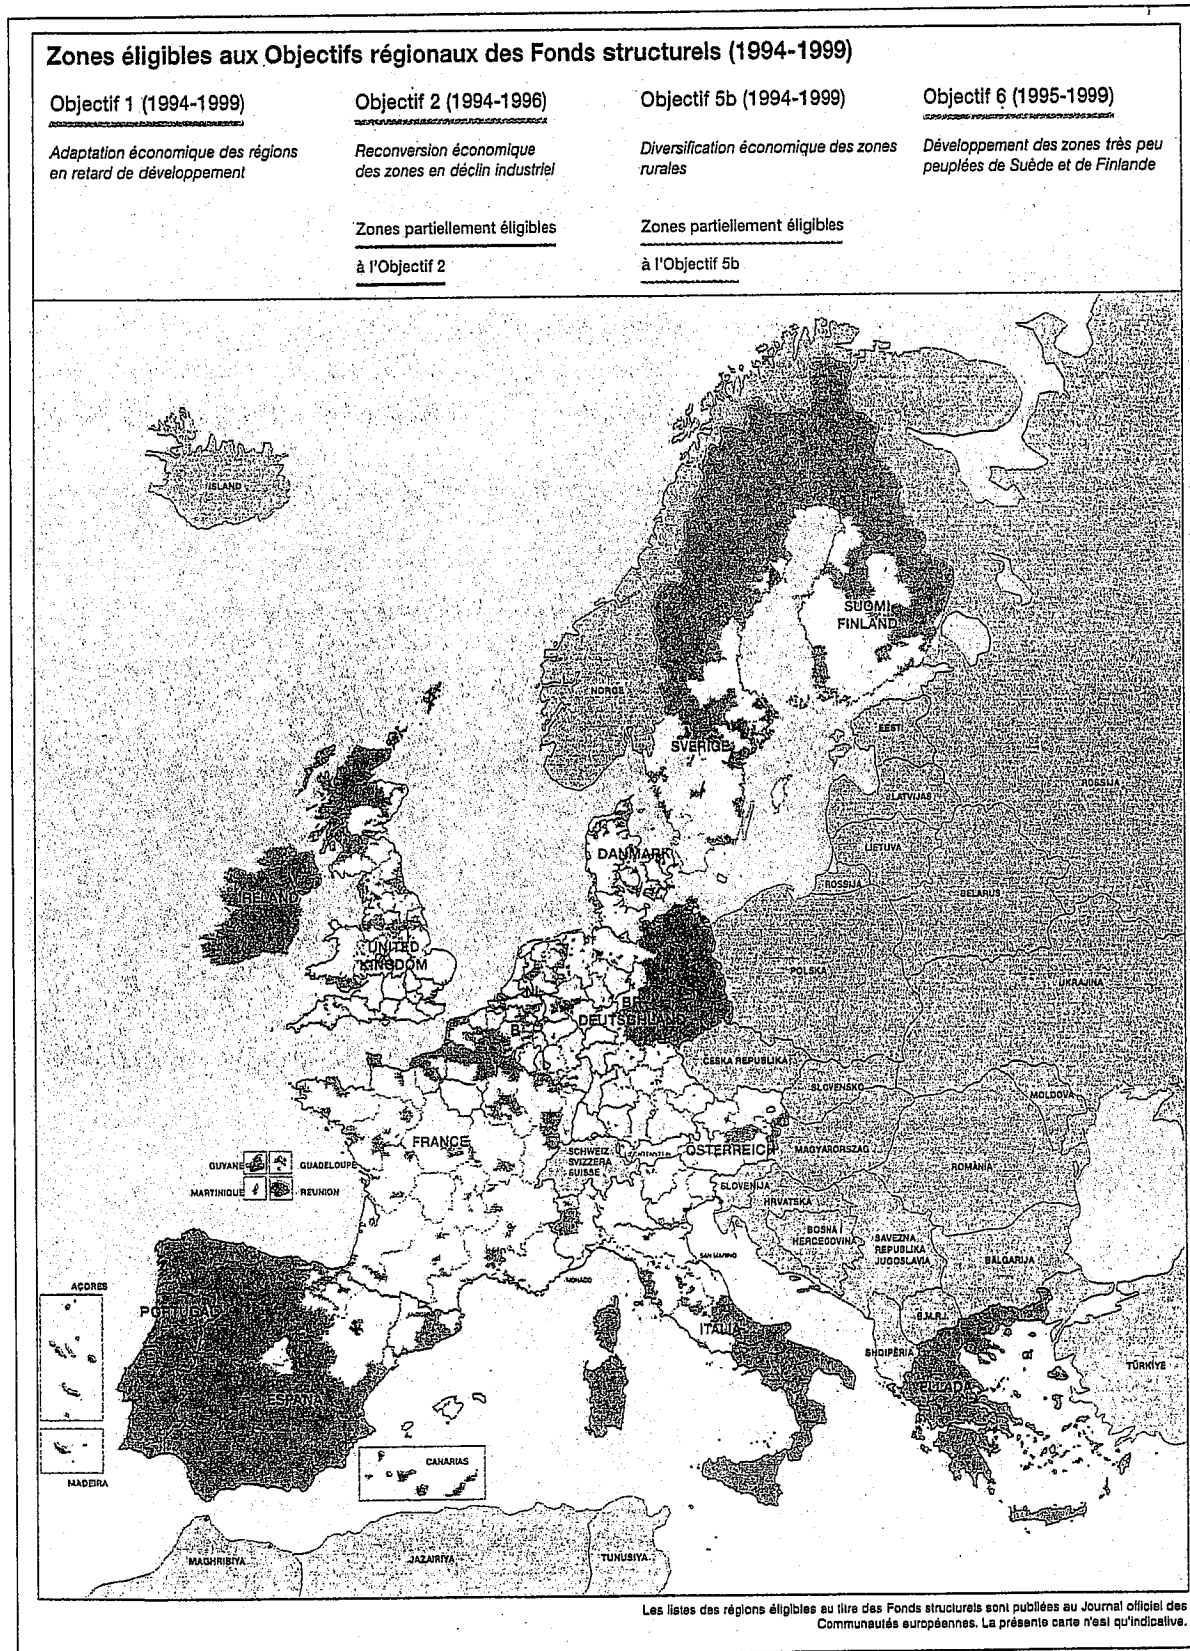 Zones éligibles aux Objectifs régionaux des Fonds structurels (1994-1999)
Objectif 1 (1994-1999)
Adaptation économique des régions
en retard de développement
Objectif 2 (1994-1996)
Reconversion économique
des zones en déclin industriel
Zones partiellement éligibles
à l'Objectif 2
Objectif 5b (1994-1999)
Diversification économique des zones
rurales
Zones partiellement éligibles
à l'Objectif 5b
Objectif 6 (1995-1999)
Développement des zones très peu
peuplées de Suède et de Finlande
ISLAND
SUOMI
FINLAND
NORGE
SVERIGE
EESTI
ROSSIJA
LATVIJAS
LIETUVA
DANMARK
ROSSIJA
BELARUS
IRELAND
UNITED
KINGDOM
POLSKA
UKRAJINA
NL
BR
DEUTSCHLAND
B
ČESKA REPUBLIKA
SLOVENSKO
MOLDOVA
FRANCE
SCHWEIZ
SVIZZERA
SUISSE
ÖSTERREICH
MAGYARORSZAG
ROMÂNIA
GUYANE
GUADELOUPE
MARTINIQUE
REUNION
SLOVENIJA
HRVATSKA
BOSNA I
HERCEGOVINA
SAVEZNA
REPUBLIKA
JUGOSLAVIA
BĂLGARIJA
SAN MARINO
MONACO
AÇORES
PORTUGAL
ITALIA
SHQIPËRIA
TÜRKIYE
ESPAÑA
ELLADA
MADEIRA
CANARIAS
MAGHRIBIYA
JAZAIRIYA
TUNUSIYA
Les listes des régions éligibles au titre des Fonds structurels sont publiées au Journal officiel des
Communautés européennes. La présente carte n'est qu'indicative.